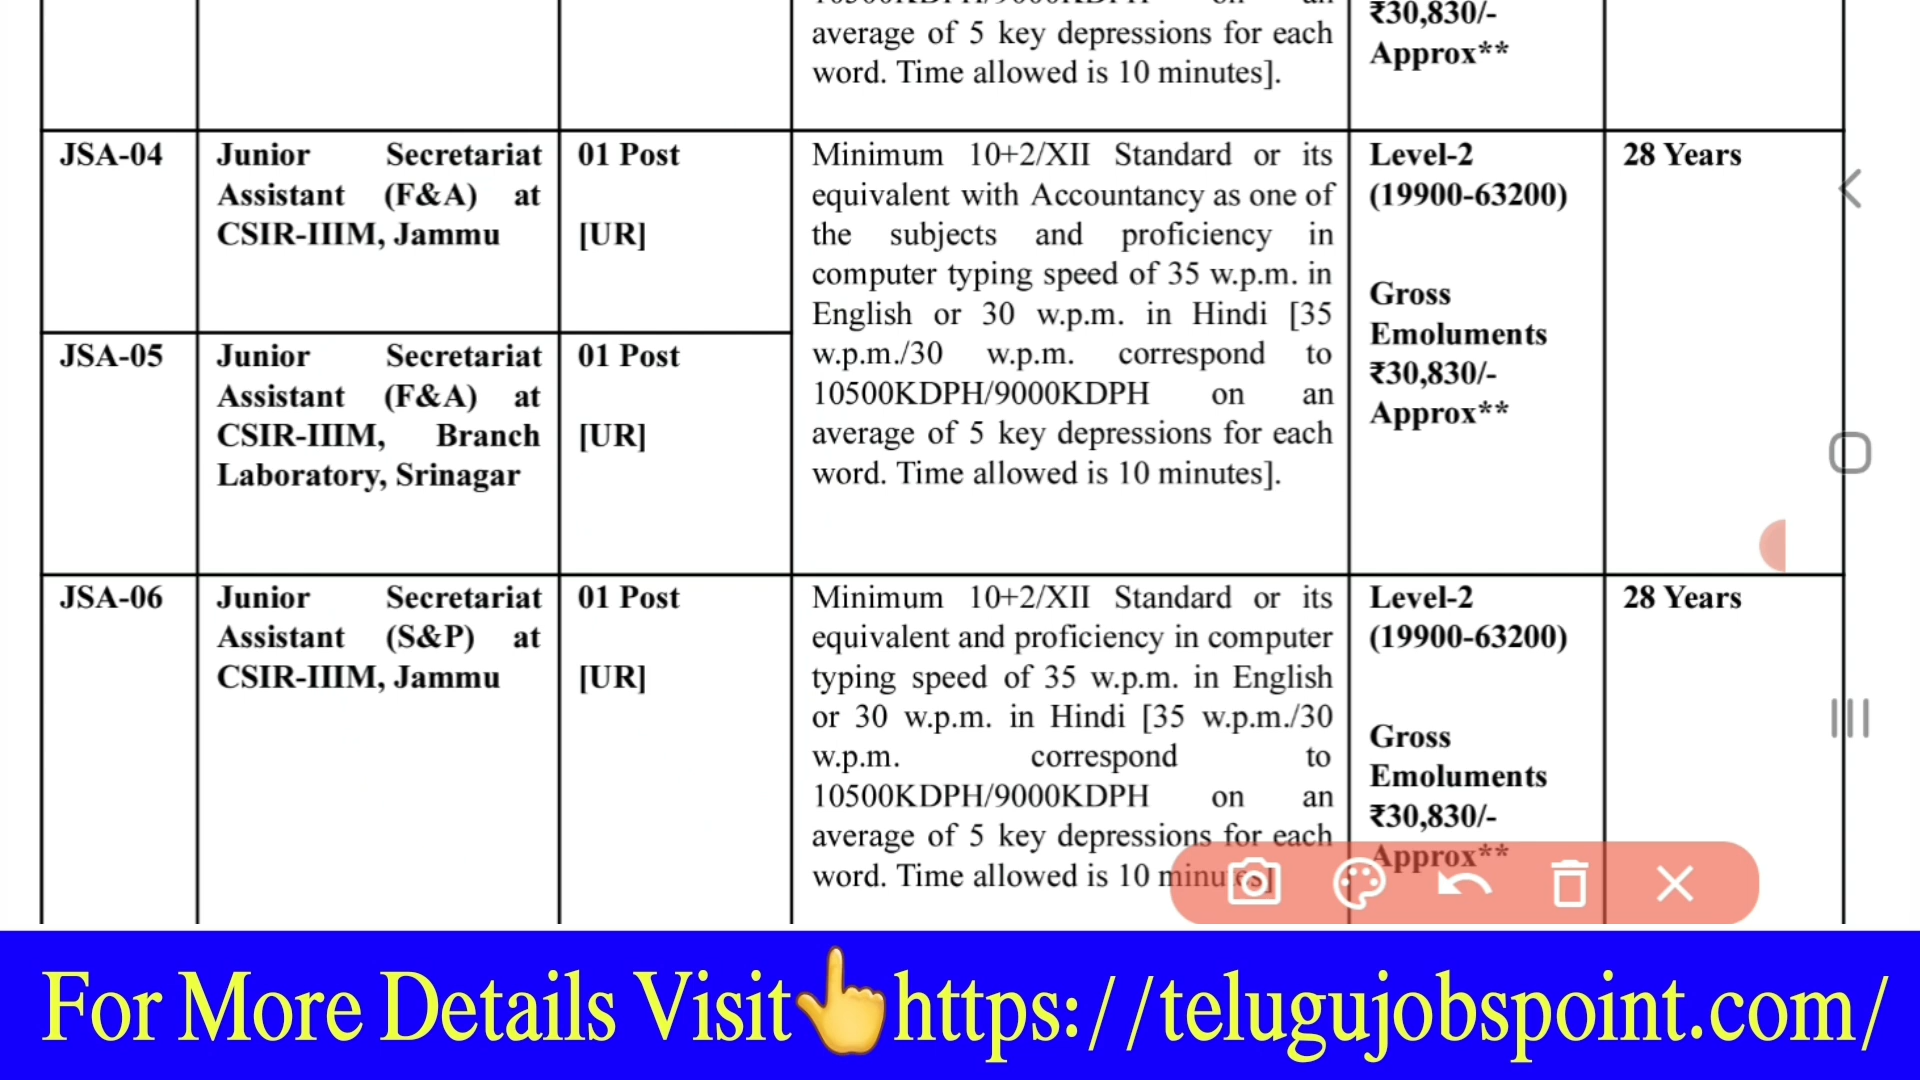 average of 5 key depressions for each
word. Time allowed is 10 minutes].
₹30,830/-
Approx**
JSA-04
Junior Secretariat
Assistant (F&A) at
CSIR-IIIM, Jammu
01 Post
[UR]
Minimum 10+2/XII Standard or its
equivalent with Accountancy as one of
the subjects and proficiency in
computer typing speed of 35 w.p.m. in
English or 30 w.p.m. in Hindi [35
w.p.m./30 w.p.m. correspond to
10500KDPH/9000KDPH on an
average of 5 key depressions for each
word. Time allowed is 10 minutes].
Level-2
(19900-63200)
Gross
Emoluments
₹30,830/-
Approx**
28 Years
JSA-05
Junior Secretariat
Assistant (F&A) at
CSIR-IIIM, Branch
Laboratory, Srinagar
01 Post
[UR]
JSA-06
Junior Secretariat
Assistant (S&P) at
CSIR-IIIM, Jammu
01 Post
[UR]
Minimum 10+2/XII Standard or its
equivalent and proficiency in computer
typing speed of 35 w.p.m. in English
or 30 w.p.m. in Hindi [35 w.p.m./30
w.p.m. correspond to
10500KDPH/9000KDPH on an
average of 5 key depressions for each
word. Time allowed is 10 minutes]
Level-2
(19900-63200)
Gross
Emoluments
₹30,830/-
Approx**
28 Years
For More Details Visit👆https://telugujobspoint.com/